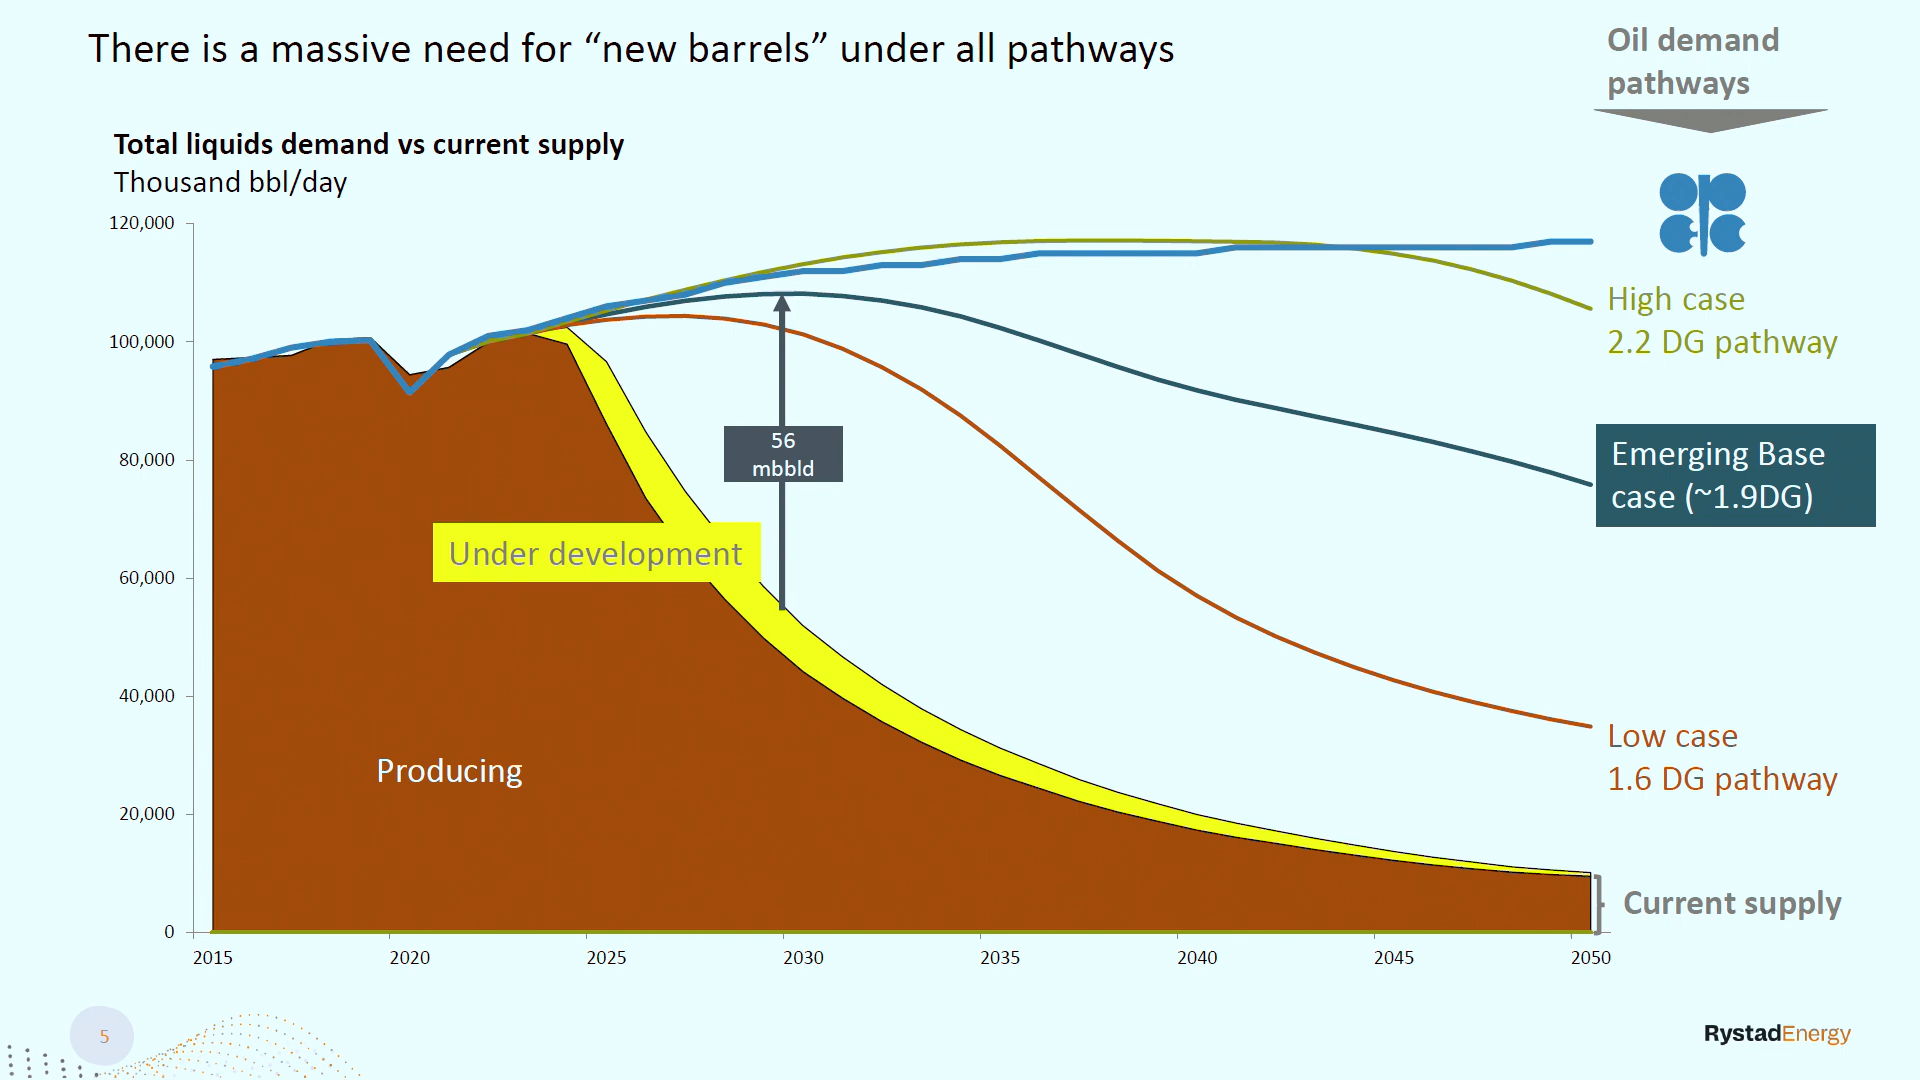 There is a massive need for “new barrels” under all pathways
Oil demand
pathways
Total liquids demand vs current supply
Thousand bbl/day
120,000
100,000
80,000
60,000
40,000
20,000
0
2015
2020
2025
2030
2035
2040
2045
2050
56
mbbld
Under development
Producing
High case
2.2 DG pathway
Emerging Base
case (~1.9DG)
Low case
1.6 DG pathway
Current supply
5
RystadEnergy